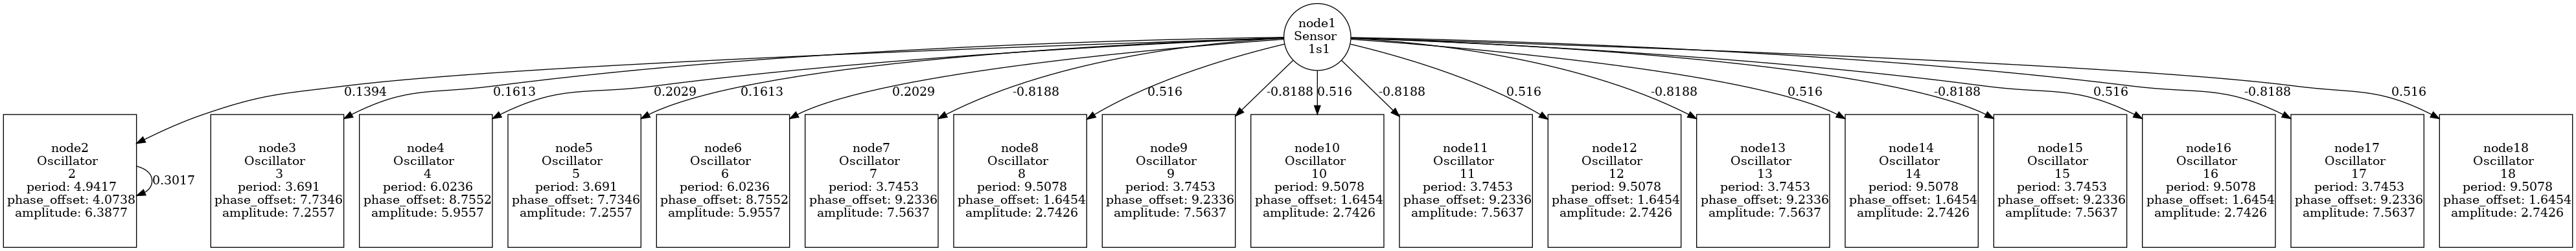 node1
Sensor
1s1
0.1394
0.1613
0.2029
0.1613
0.2029
-0.8188
0.516
-0.8188
0.516
-0.8188
0.516
-0.8188
0.516
-0.8188
0.516
-0.8188
0.516
node2
Oscillator
2
period: 4.9417
phase_offset: 4.0738
amplitude: 6.3877
0.3017
node3
Oscillator
3
period: 3.691
phase_offset: 7.7346
amplitude: 7.2557
node4
Oscillator
4
period: 6.0236
phase_offset: 8.7552
amplitude: 5.9557
node5
Oscillator
5
period: 3.691
phase_offset: 7.7346
amplitude: 7.2557
node6
Oscillator
6
period: 6.0236
phase_offset: 8.7552
amplitude: 5.9557
node7
Oscillator
7
period: 3.7453
phase_offset: 9.2336
amplitude: 7.5637
node8
Oscillator
8
period: 9.5078
phase_offset: 1.6454
amplitude: 2.7426
node9
Oscillator
9
period: 3.7453
phase_offset: 9.2336
amplitude: 7.5637
node10
Oscillator
10
period: 9.5078
phase_offset: 1.6454
amplitude: 2.7426
node11
Oscillator
11
period: 3.7453
phase_offset: 9.2336
amplitude: 7.5637
node12
Oscillator
12
period: 9.5078
phase_offset: 1.6454
amplitude: 2.7426
node13
Oscillator
13
period: 3.7453
phase_offset: 9.2336
amplitude: 7.5637
node14
Oscillator
14
period: 9.5078
phase_offset: 1.6454
amplitude: 2.7426
node15
Oscillator
15
period: 3.7453
phase_offset: 9.2336
amplitude: 7.5637
node16
Oscillator
16
period: 9.5078
phase_offset: 1.6454
amplitude: 2.7426
node17
Oscillator
17
period: 3.7453
phase_offset: 9.2336
amplitude: 7.5637
node18
Oscillator
18
period: 9.5078
phase_offset: 1.6454
amplitude: 2.7426